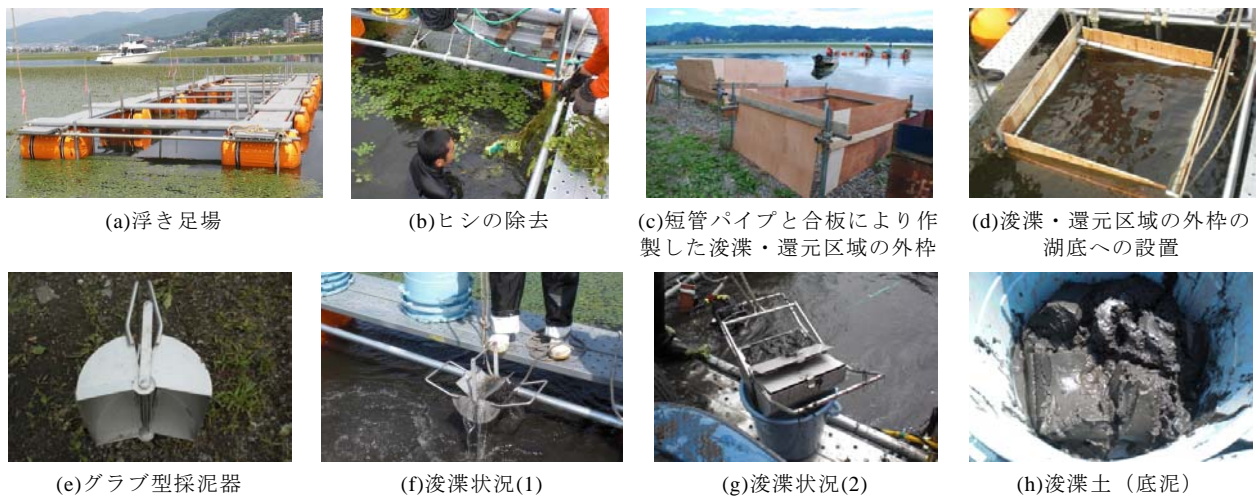 (a)浮き足場
(b)ヒシの除去
(c)短管パイプと合板により作
製した浚渫・還元区域の外枠
(d)浚渫・還元区域の外枠の
湖底への設置
(e)グラブ型採泥器
(f)浚渫状況(1)
(g)浚渫状況(2)
(h)浚渫土（底泥）